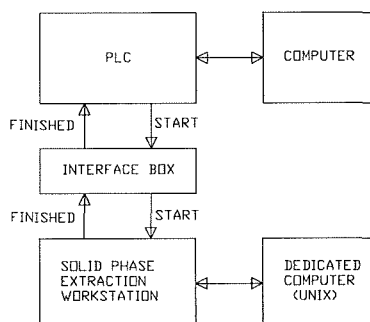 PLC
COMPUTER
FINISHED
START
INTERFACE BOX
FINISHED
START
SOLID PHASE
EXTRACTION
WORKSTATION
DEDICATED
COMPUTER
(UNIX)